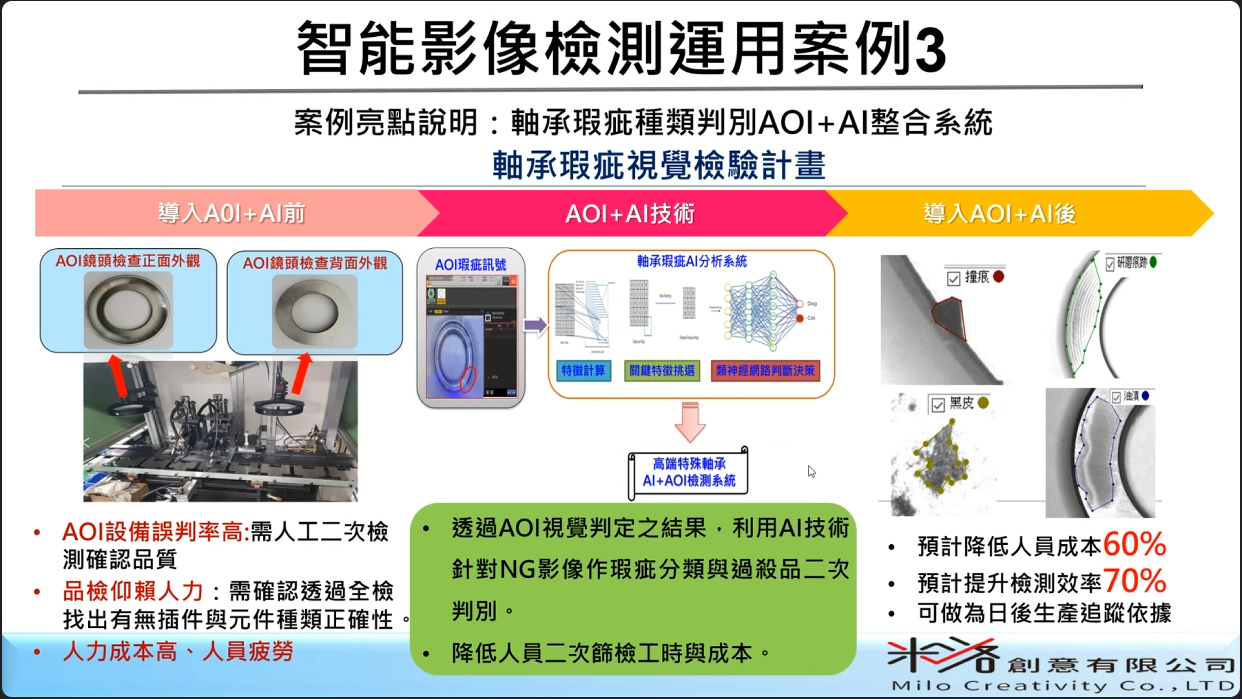 智能影像檢測運用案例3
案例亮點說明：軸承瑕疵種類判別AOI+AI整合系統
軸承瑕疵視覺檢驗計畫
導入A0I+AI前
AOI+AI技術
導入AOI+AI後
AOI鏡頭檢查正面外觀
AOI鏡頭檢查背面外觀
AOI瑕疵訊號
軸承瑕疵AI分析系統
Dog
Cat
特徵計算
關鍵特徵挑選
類神經網路判斷決策
高端特殊軸承
AI+AOI檢測系統
撞痕
研磨痕跡
黑皮
油漬
• AOI設備誤判率高:需人工二次檢
測確認品質
• 品檢仰賴人力：需確認透過全檢
找出有無插件與元件種類正確性。
• 人力成本高、人員疲勞
• 透過AOI視覺判定之結果，利用AI技術
針對NG影像作瑕疵分類與過殺品二次
判別。
• 降低人員二次篩檢工時與成本。
• 預計降低人員成本60%
• 預計提升檢測效率70%
• 可做為日後生產追蹤依據
米洛創意有限公司
Milo Creativity Co.,LTD